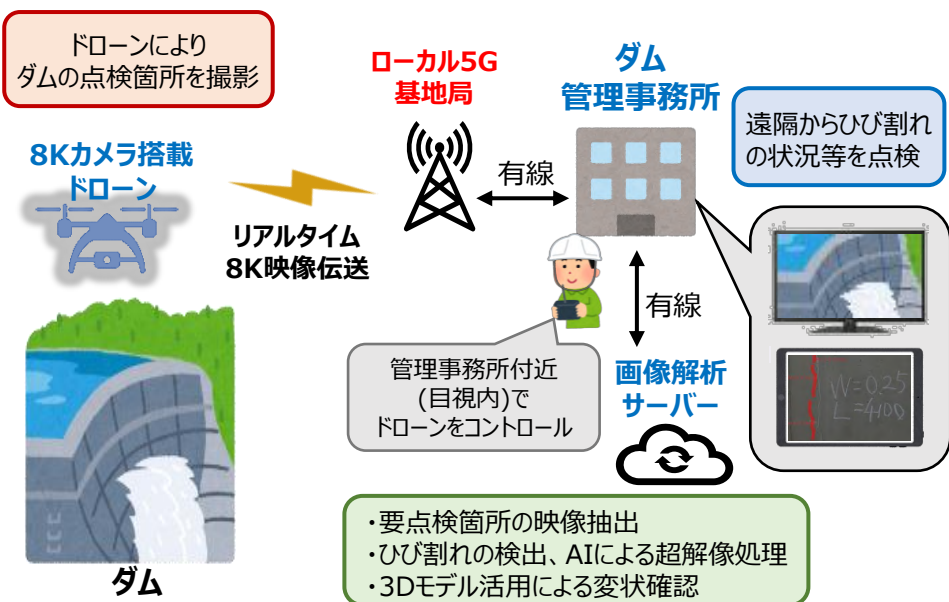 ドローンにより
ダムの点検箇所を撮影
ローカル5G
基地局
ダム
管理事務所
遠隔からひび割れ
の状況等を点検
8Kカメラ搭載
ドローン
有線
リアルタイム
8K映像伝送
有線
管理事務所付近
(目視内)で
ドローンをコントロール
画像解析
サーバー
W=0.25
L=4100
・要点検箇所の映像抽出
・ひび割れの検出、AIによる超解像処理
・3Dモデル活用による変状確認
ダム